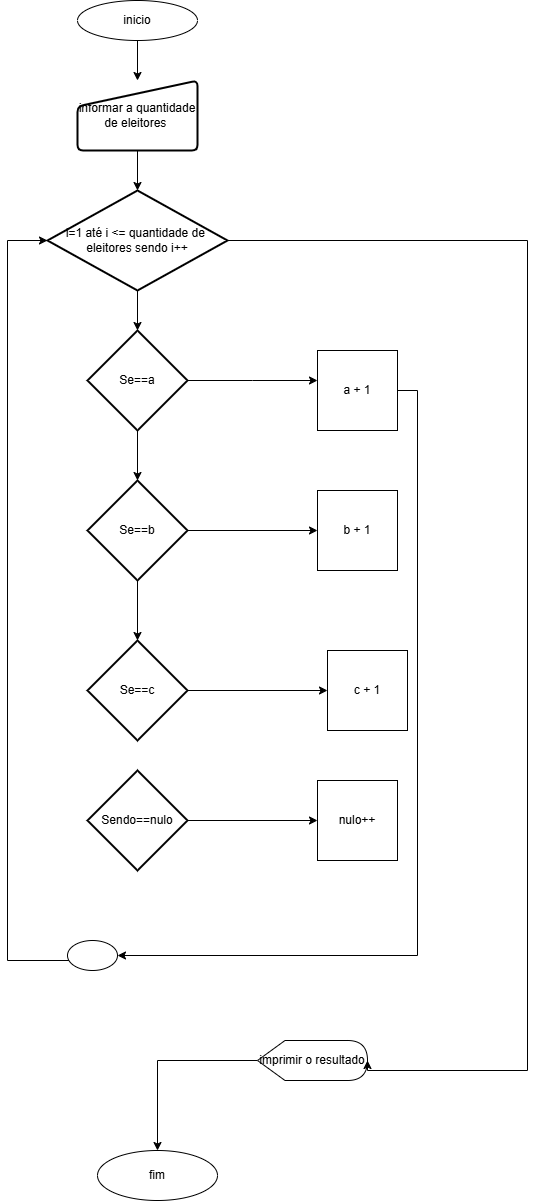 inicio
informar a quantidade
de eleitores
i=1 até i <= quantidade de
eleitores sendo i++
Se==a
a + 1
Se==b
b + 1
Se==c
c + 1
Sendo==nulo
nulo++
imprimir o resultado
fim